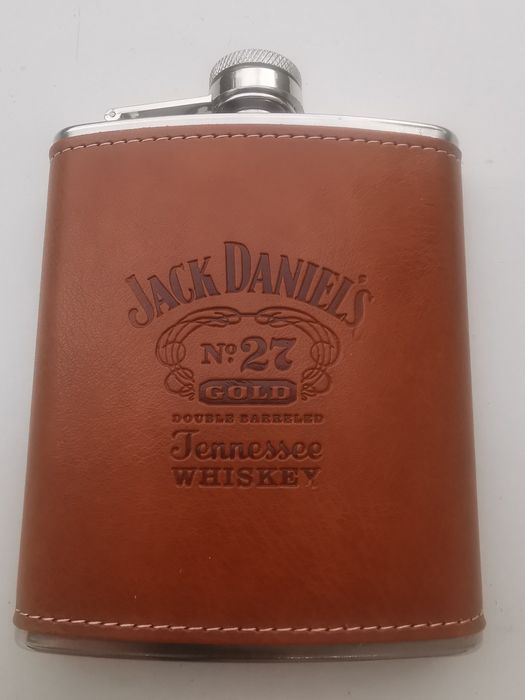 JACK DANIEL'S
Nº 27
GOLD
DOUBLE BARRELED
Tennessee
WHISKEY